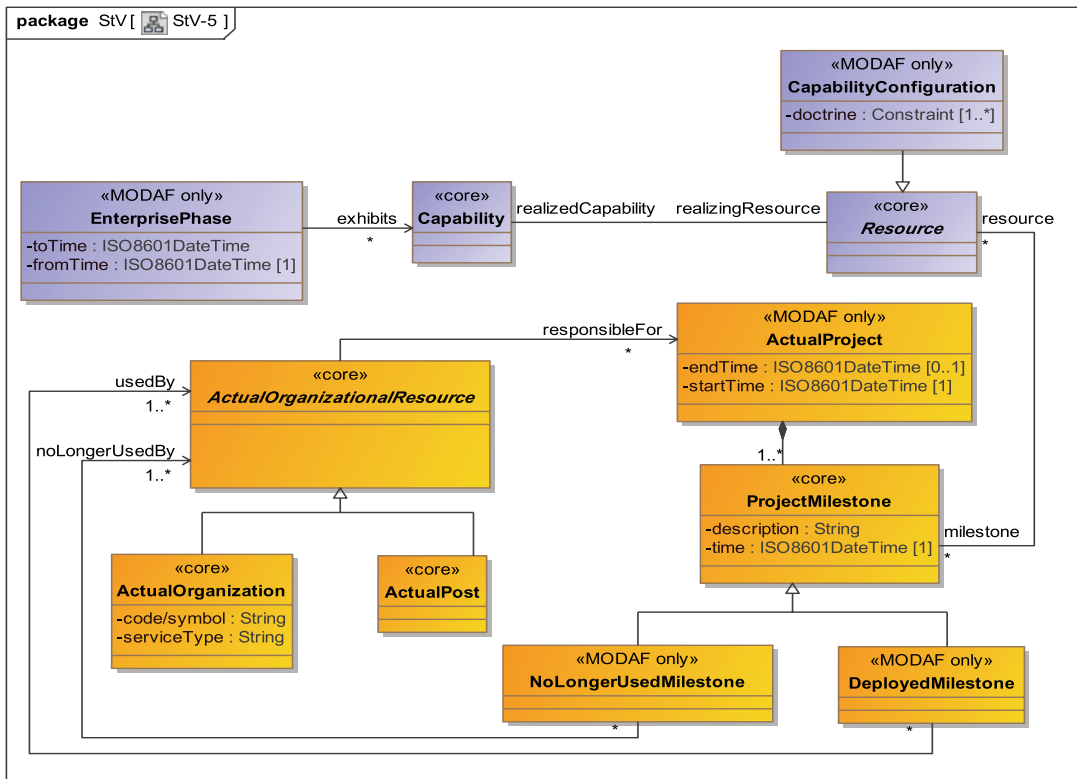 package StV [ StV-5 ]
«MODAF only»
CapabilityConfiguration
-doctrine : Constraint [1..*]
«MODAF only»
EnterprisePhase
-toTime : ISO8601DateTime
-fromTime : ISO8601DateTime [1]
exhibits
*
«core»
Capability
realizedCapability
realizingResource
«core»
Resource
resource
*
responsibleFor
*
«MODAF only»
ActualProject
-endTime : ISO8601DateTime [0..1]
-startTime : ISO8601DateTime [1]
usedBy
1..*
noLongerUsedBy
1..*
«core»
ActualOrganizationalResource
1..*
«core»
ProjectMilestone
-description : String
-time : ISO8601DateTime [1]
milestone
*
«core»
ActualOrganization
-code/symbol : String
-serviceType : String
«core»
ActualPost
«MODAF only»
NoLongerUsedMilestone
*
«MODAF only»
DeployedMilestone
*